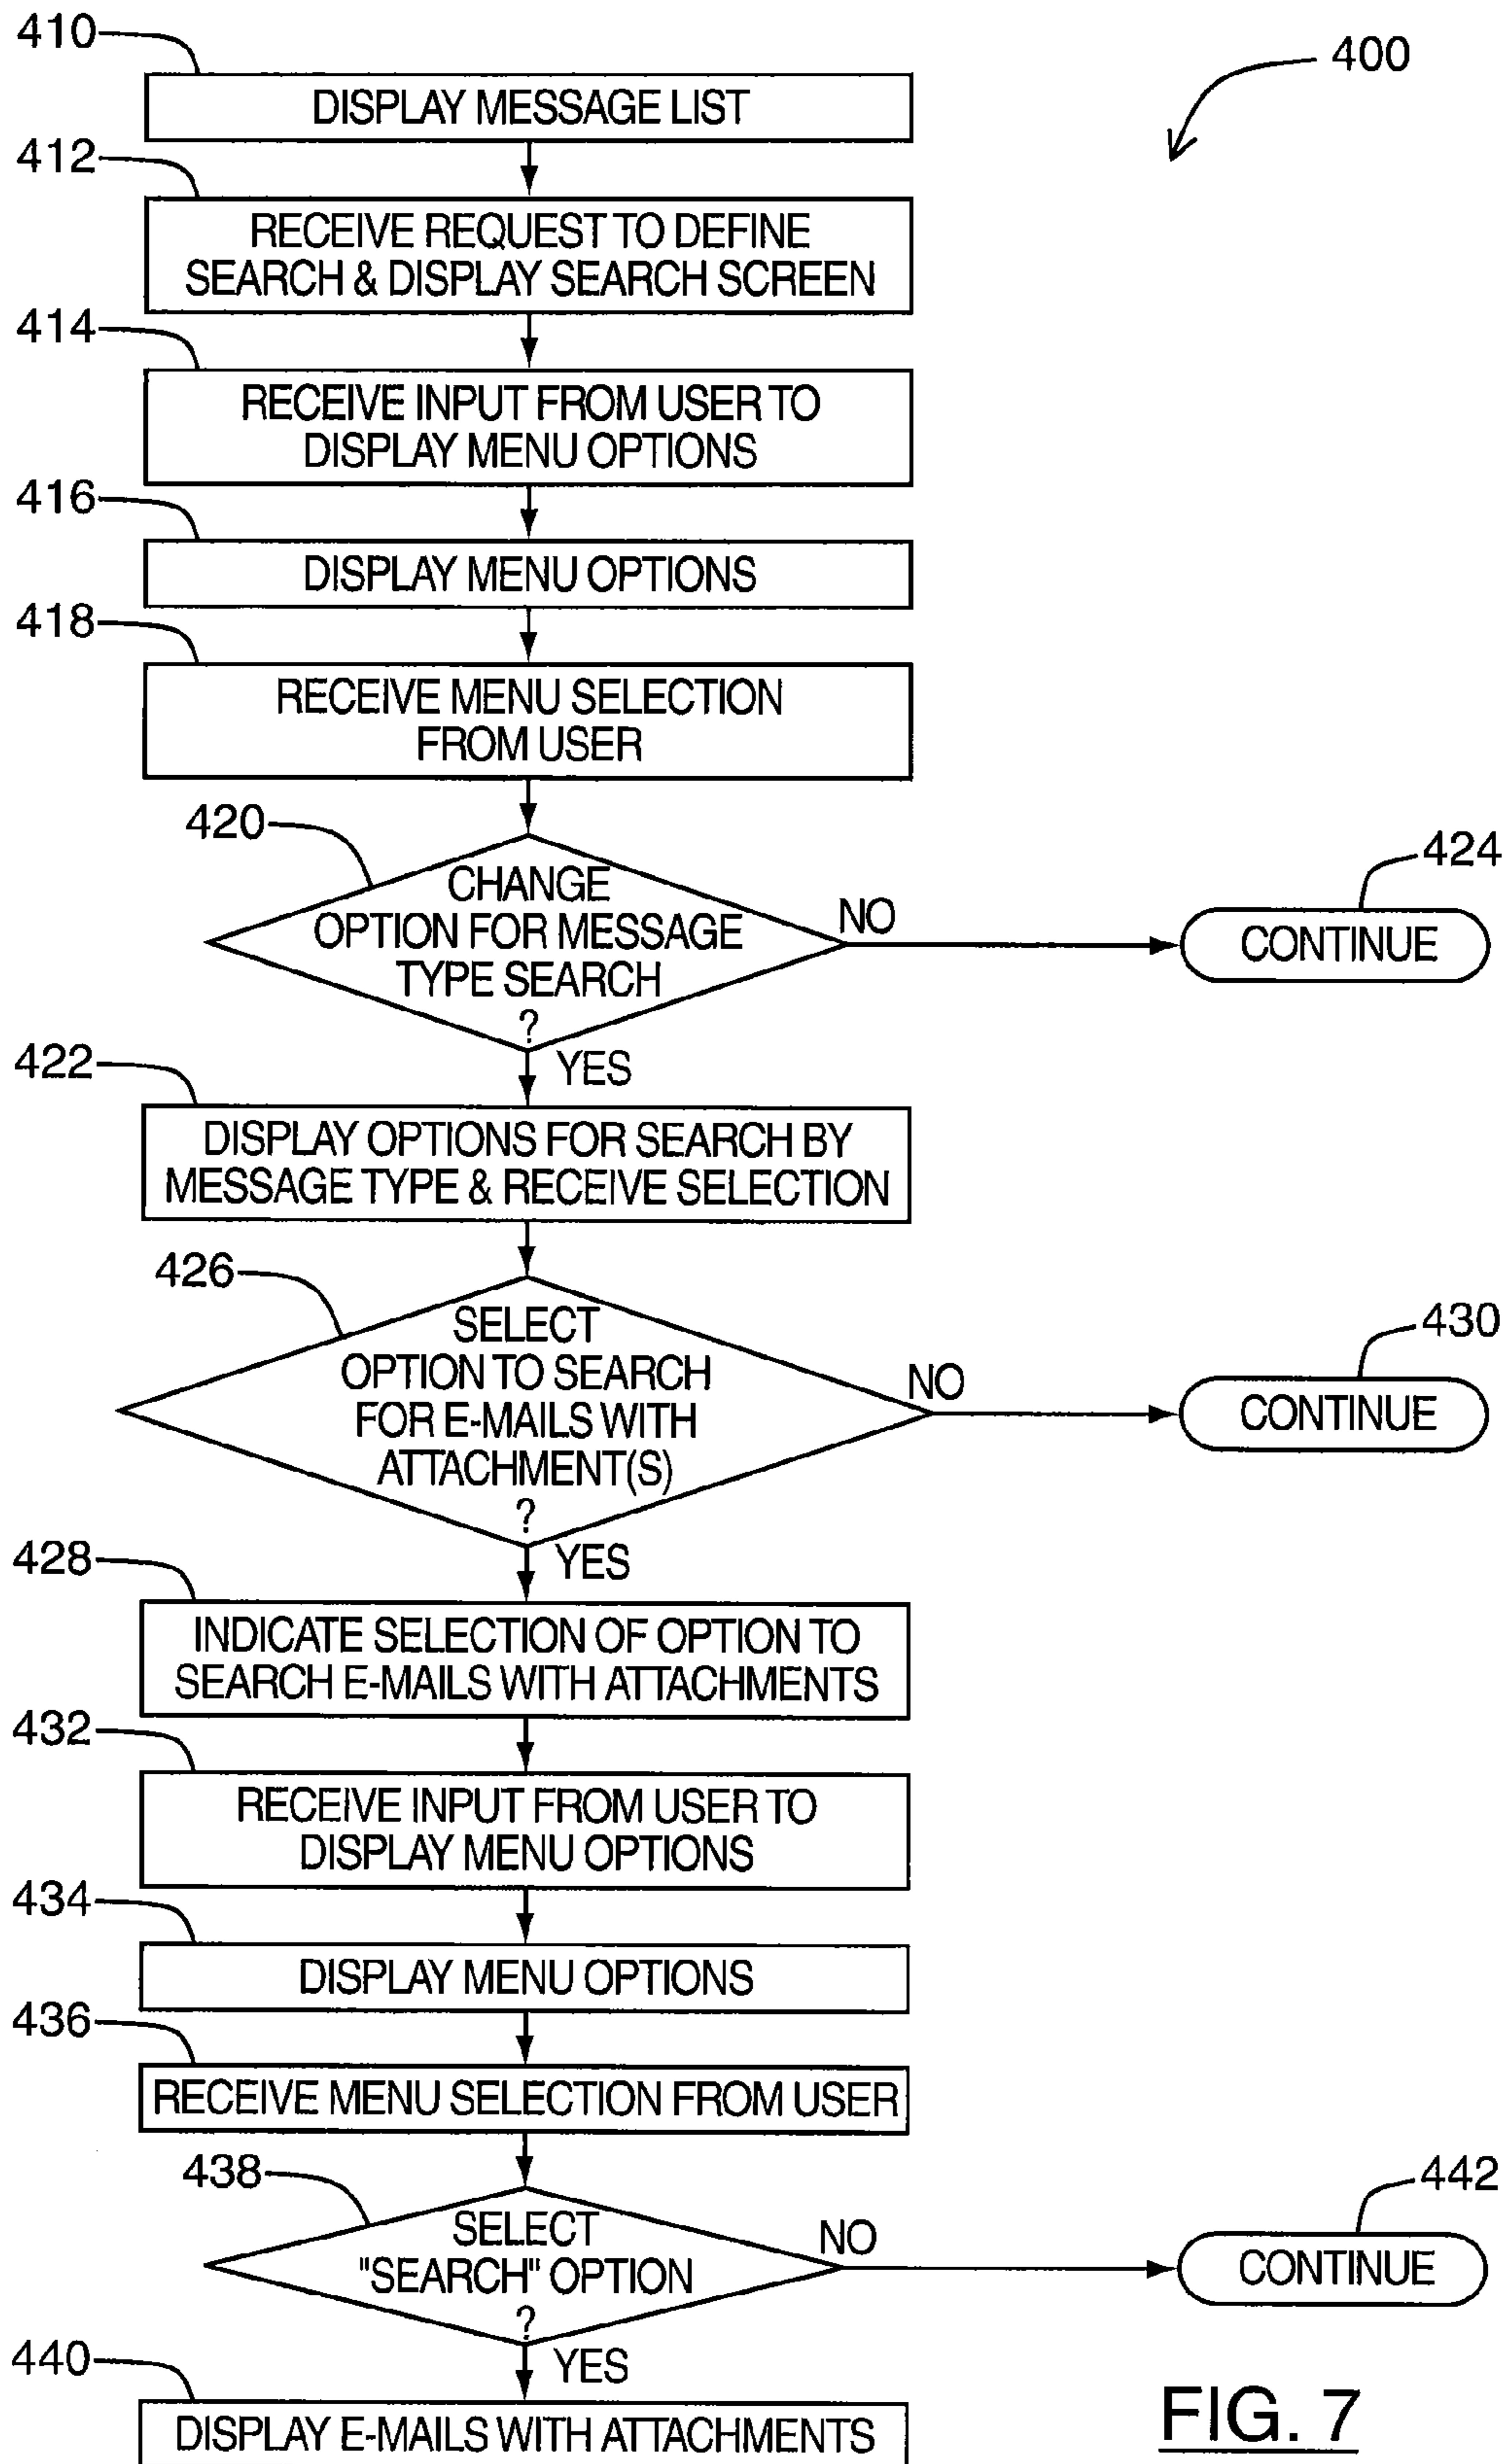 410
400
DISPLAY MESSAGE LIST
412
RECEIVE REQUEST TO DEFINE
SEARCH & DISPLAY SEARCH SCREEN
414
RECEIVE INPUT FROM USER TO
DISPLAY MENU OPTIONS
416
DISPLAY MENU OPTIONS
418
RECEIVE MENU SELECTION
FROM USER
420
CHANGE
OPTION FOR MESSAGE
TYPE SEARCH
?
NO
424
CONTINUE
YES
422
DISPLAY OPTIONS FOR SEARCH BY
MESSAGE TYPE & RECEIVE SELECTION
426
SELECT
OPTION TO SEARCH
FOR E-MAILS WITH
ATTACHMENT(S)
?
NO
430
CONTINUE
YES
428
INDICATE SELECTION OF OPTION TO
SEARCH E-MAILS WITH ATTACHMENTS
432
RECEIVE INPUT FROM USER TO
DISPLAY MENU OPTIONS
434
DISPLAY MENU OPTIONS
436
RECEIVE MENU SELECTION FROM USER
438
SELECT
"SEARCH" OPTION
?
NO
442
CONTINUE
YES
440
DISPLAY E-MAILS WITH ATTACHMENTS
FIG. 7